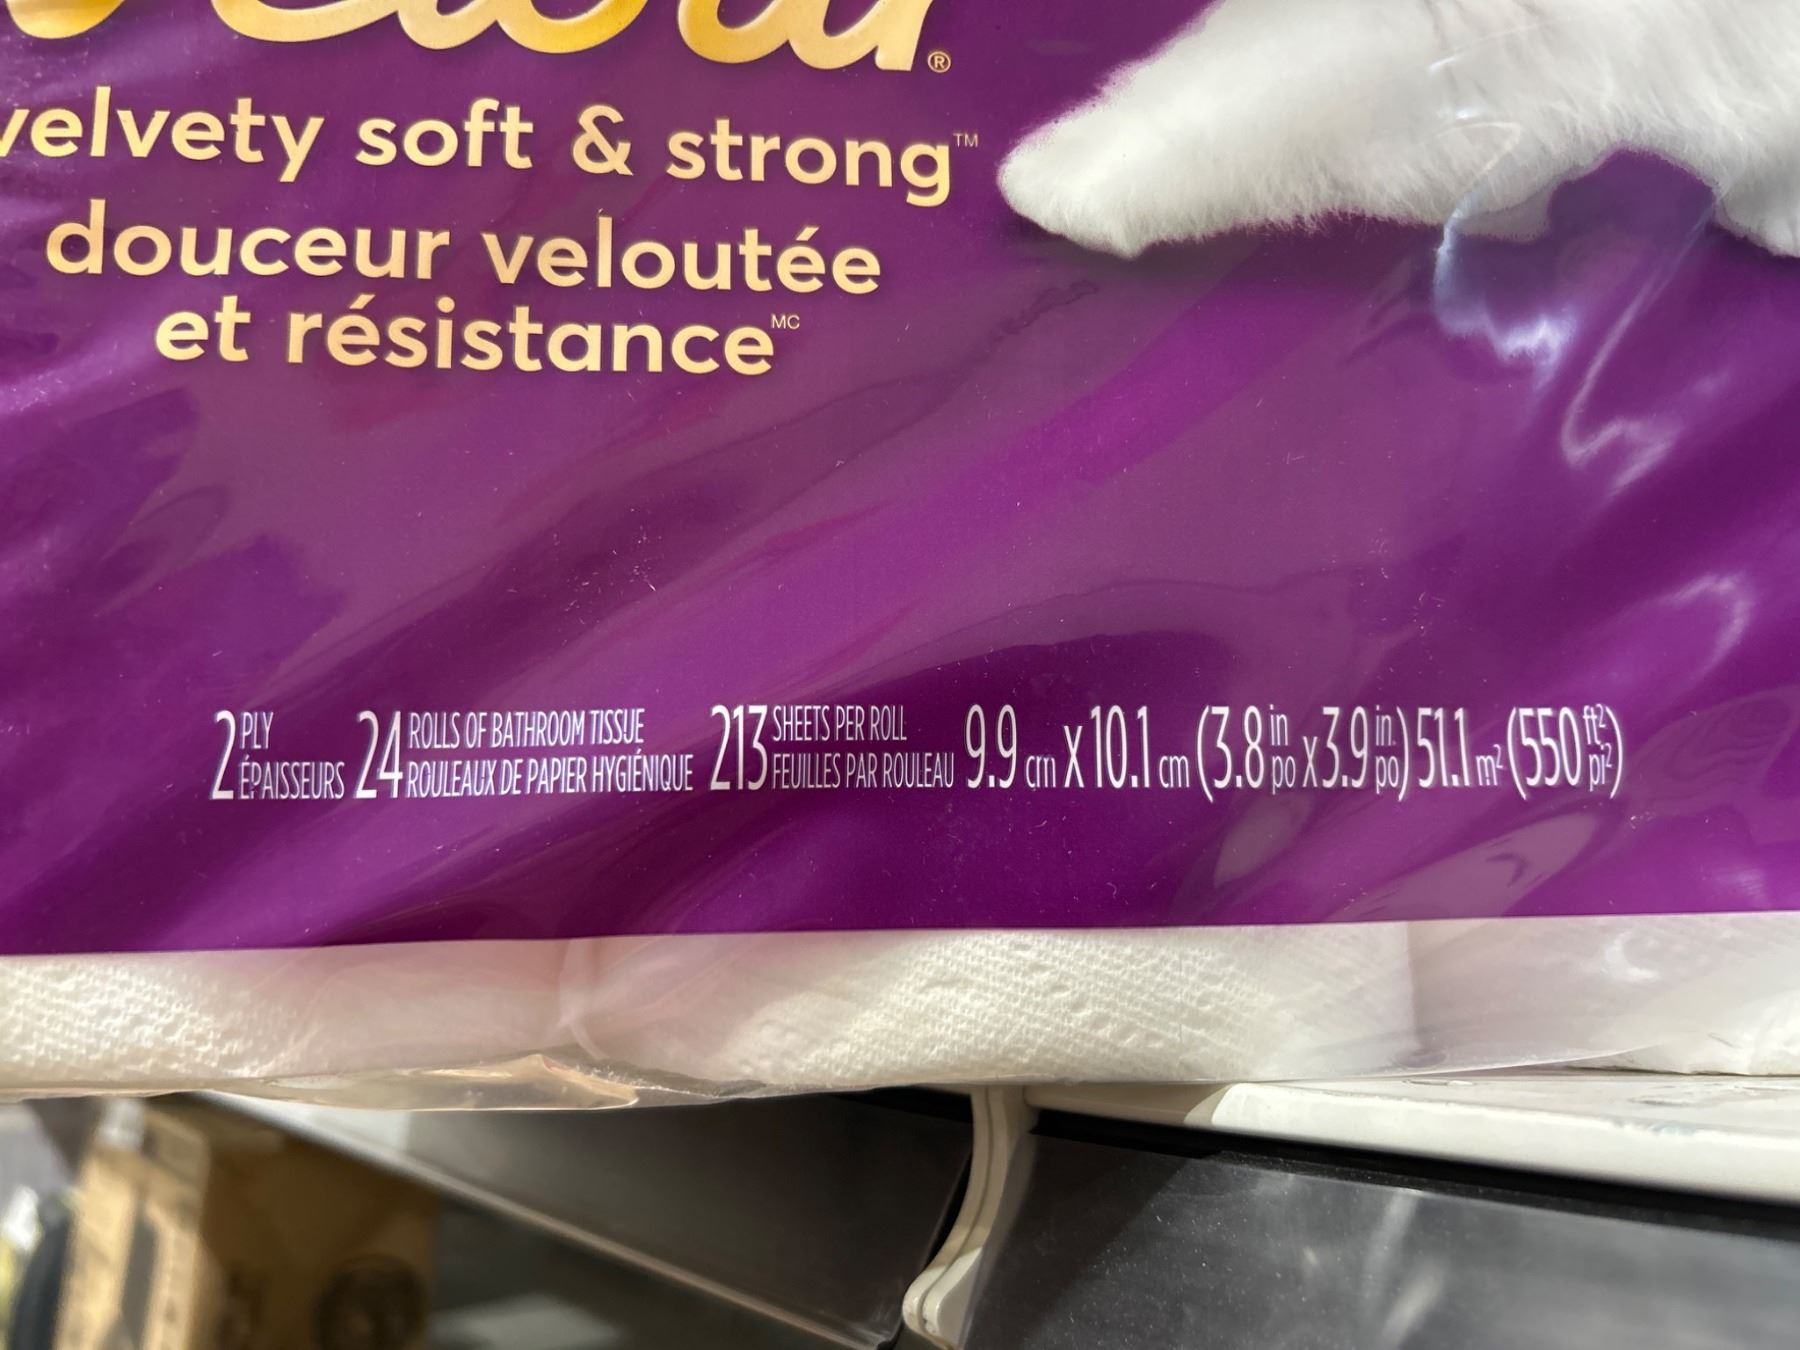 velvety soft & strong™
douceur veloutée
et résistance MC
2 PLY ÉPAISSEURS 24 ROLLS OF BATHROOM TISSUE ROULEAUX DE PAPIER HYGIÉNIQUE 213 SHEETS PER ROLL FEUILLES PAR ROULEAU 9.9 cm x 10.1 cm (3.8 in po x 3.9 in. po) 51.1 m² (550 ft² pi²)